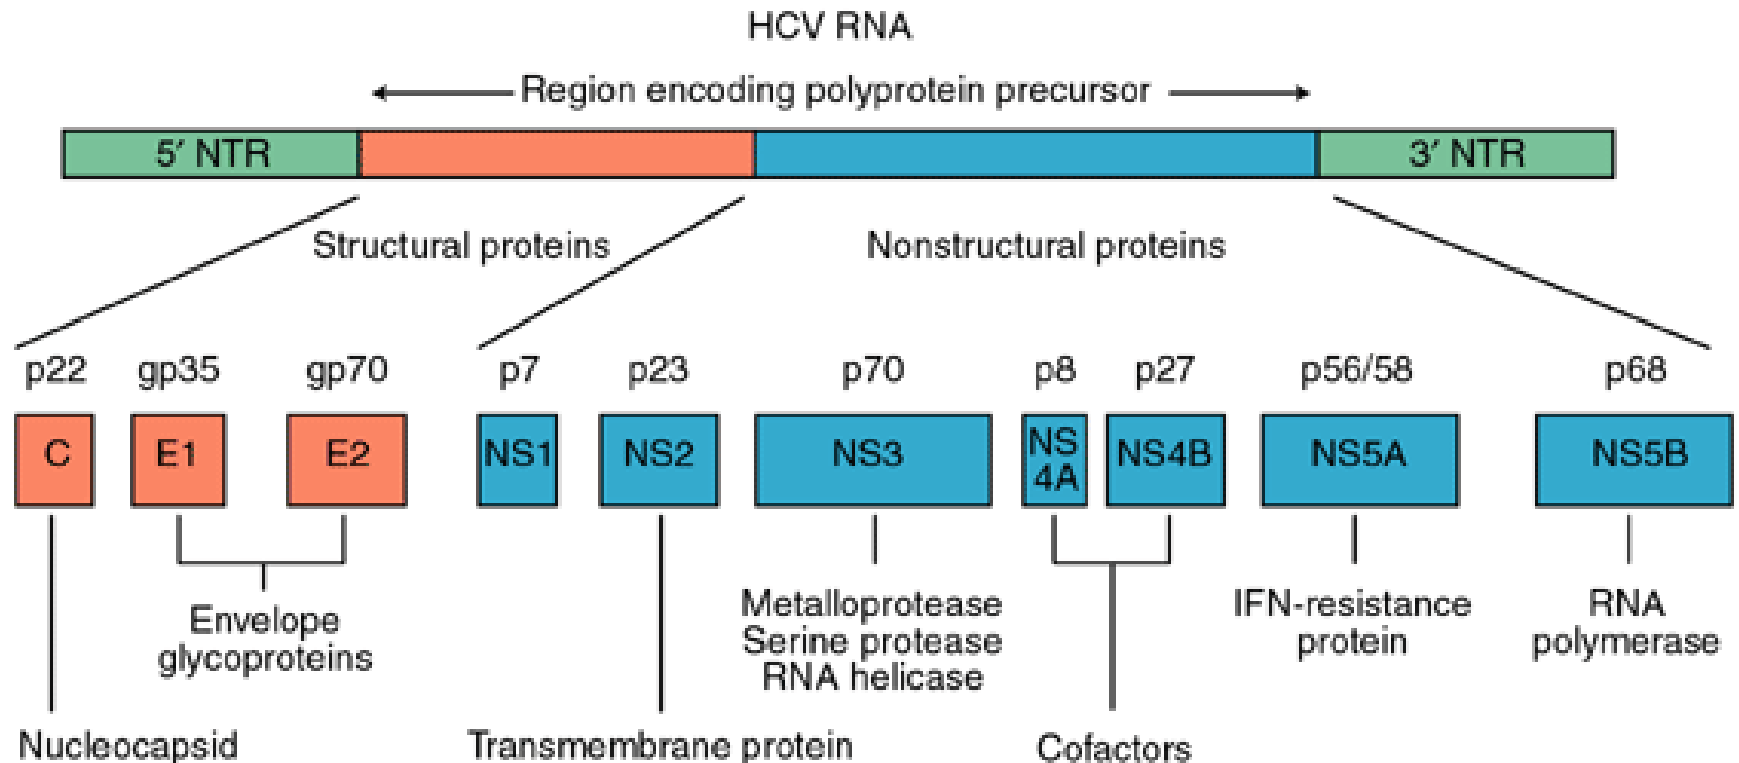 HCV RNA
Region encoding polyprotein precursor
5′ NTR
3′ NTR
Structural proteins
Nonstructural proteins
p22
gp35
gp70
p7
p23
p70
p8
p27
p56/58
p68
C
E1
E2
NS1
NS2
NS3
NS
4A
NS4B
NS5A
NS5B
Envelope
glycoproteins
Metalloprotease
Serine protease
RNA helicase
IFN-resistance
protein
RNA
polymerase
Nucleocapsid
Transmembrane protein
Cofactors